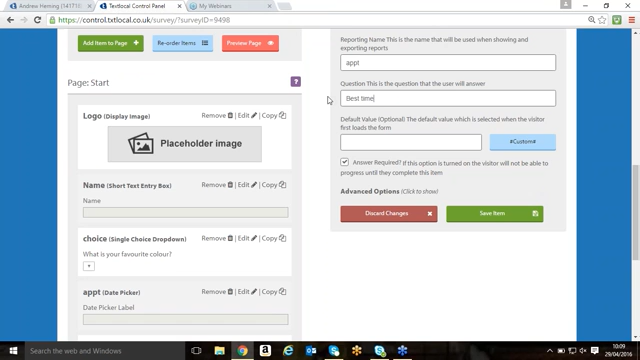 Andrew Heming (1417101
Textlocal Control Panel
My Webinars
https://control.txtlocal.co.uk/survey/?surveyID=9498
Add Item to Page
Re-order Items
Preview Page
Page: Start
?
Logo (Display Image)
Remove | Edit | Copy
Placeholder image
Name (Short Text Entry Box)
Remove | Edit | Copy
Name
choice (Single Choice Dropdown)
Remove | Edit | Copy
What is your favourite colour?
appt (Date Picker)
Remove | Edit | Copy
Date Picker Label
Reporting Name This is the name that will be used when showing and
exporting reports
appt
Question This is the question that the user will answer
Best time
Default Value (Optional) The default value which is selected when the visitor
first loads the form
#Custom#
Answer Required? If this option is turned on the visitor will not be able to
progress until they complete this item
Advanced Options (Click to show)
Discard Changes
Save Item
Search the web and Windows
10:09
29/04/2016